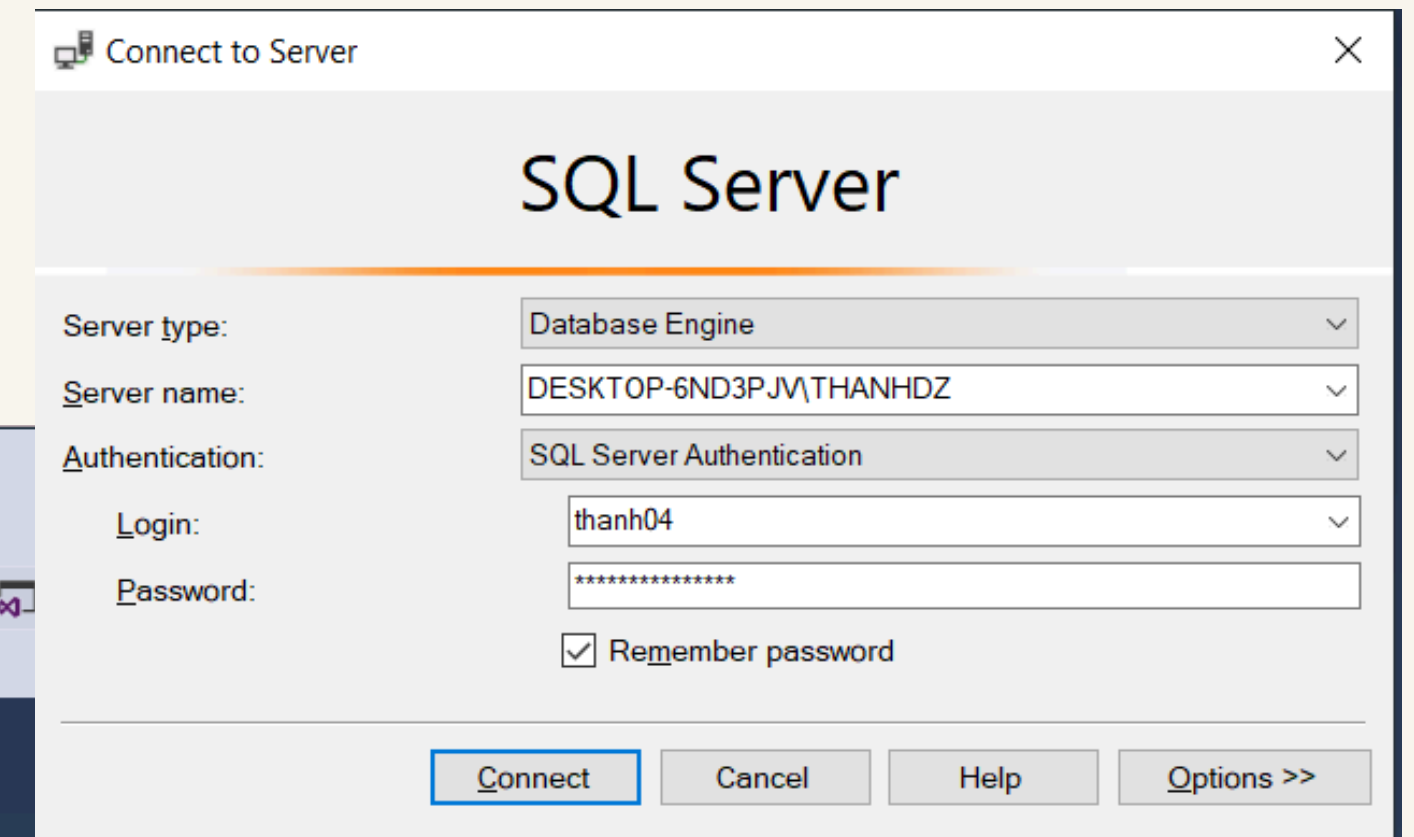 Connect to Server
SQL Server
Server type: Database Engine
Server name: DESKTOP-6ND3PJV\THANHDZ
Authentication: SQL Server Authentication
Login: thanh04
Password: ***************
Remember password
Connect Cancel Help Options >>